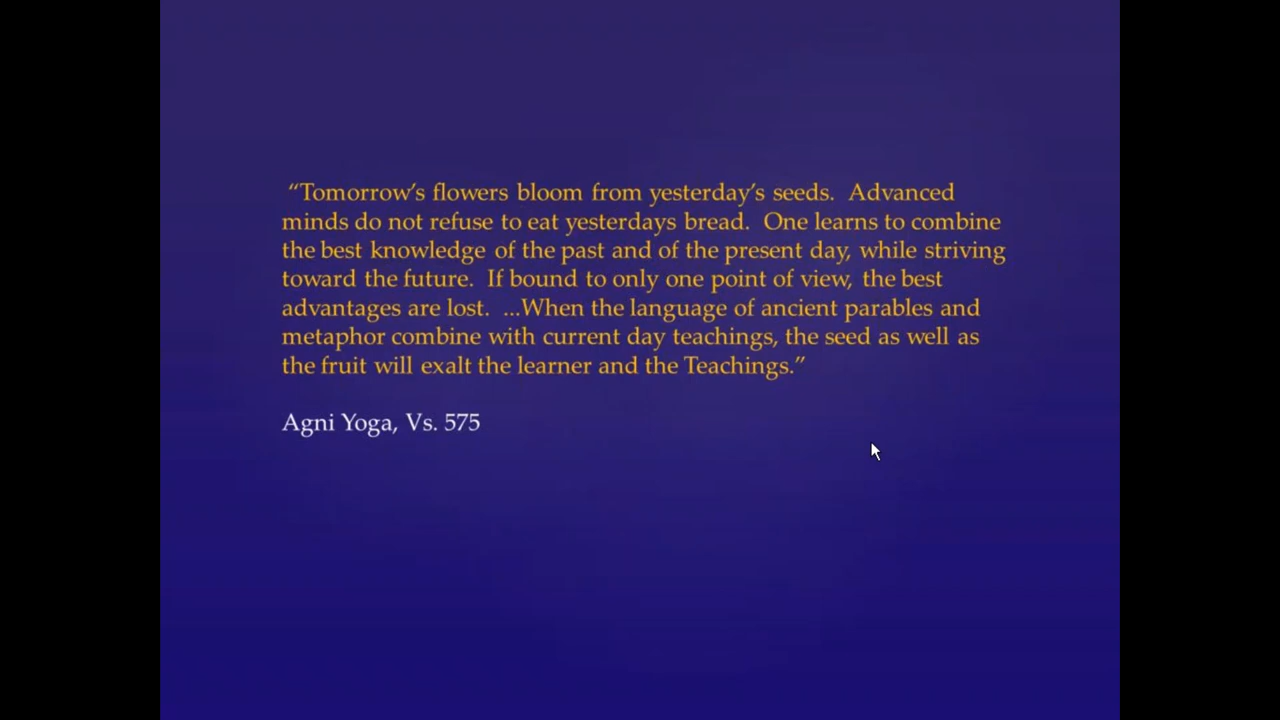 “Tomorrow’s flowers bloom from yesterday’s seeds.  Advanced
minds do not refuse to eat yesterdays bread.  One learns to combine
the best knowledge of the past and of the present day, while striving
toward the future.  If bound to only one point of view, the best
advantages are lost.  ...When the language of ancient parables and
metaphor combine with current day teachings, the seed as well as
the fruit will exalt the learner and the Teachings.”
Agni Yoga, Vs. 575